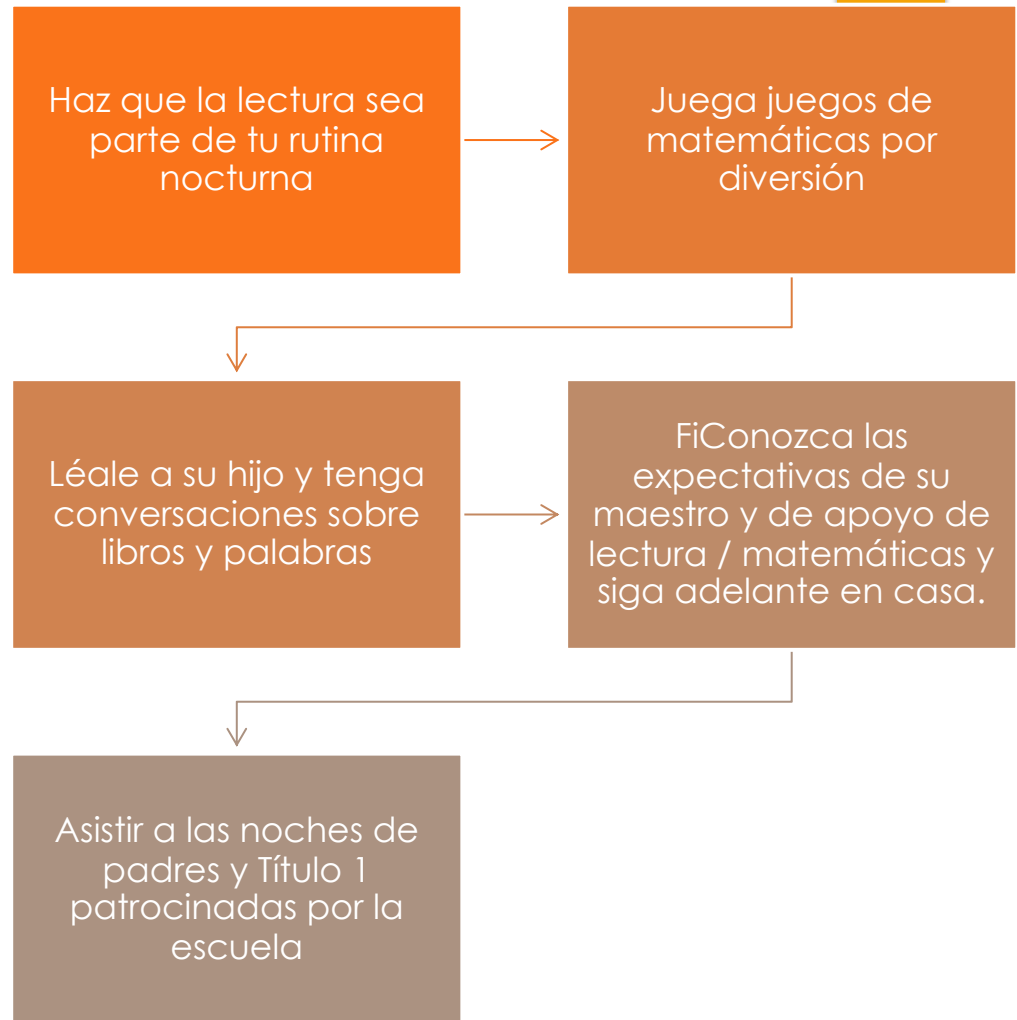 Haz que la lectura sea
parte de tu rutina
nocturna
Juega juegos de
matemáticas por
diversión
Léale a su hijo y tenga
conversaciones sobre
libros y palabras
FiConozca las
expectativas de su
maestro y de apoyo de
lectura / matemáticas y
siga adelante en casa.
Asistir a las noches de
padres y Título 1
patrocinadas por la
escuela